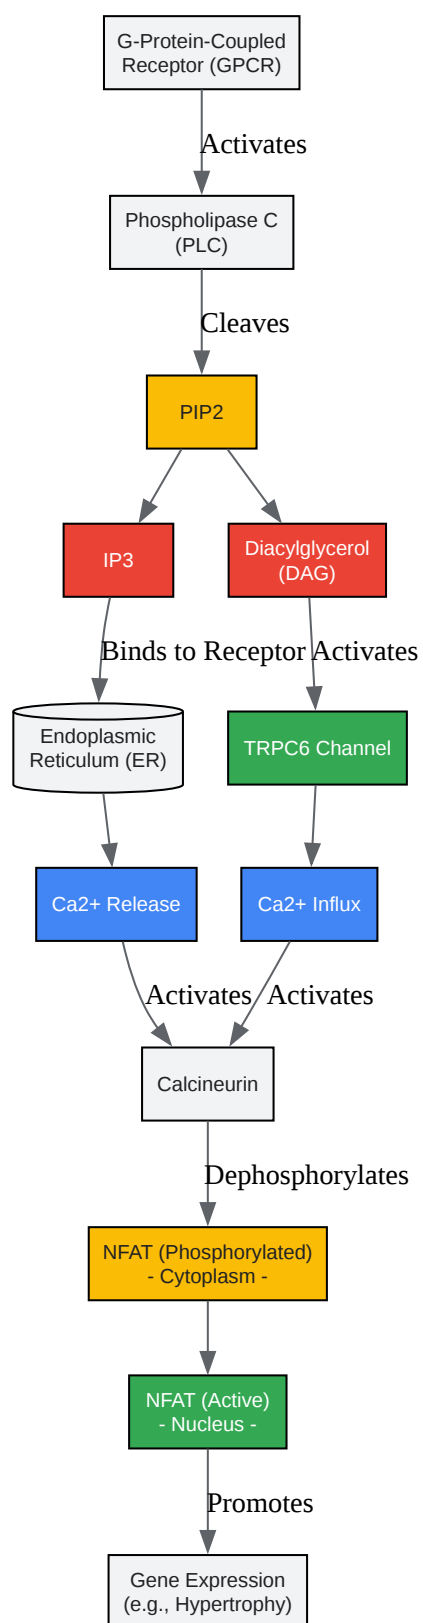 G-Protein-Coupled
Receptor (GPCR)
Activates
Phospholipase C
(PLC)
Cleaves
PIP2
IP3
Diacylglycerol
(DAG)
Binds to Receptor
Activates
Endoplasmic
Reticulum (ER)
TRPC6 Channel
Ca2+ Release
Ca2+ Influx
Activates
Activates
Calcineurin
Dephosphorylates
NFAT (Phosphorylated)
- Cytoplasm -
NFAT (Active)
- Nucleus -
Promotes
Gene Expression
(e.g., Hypertrophy)